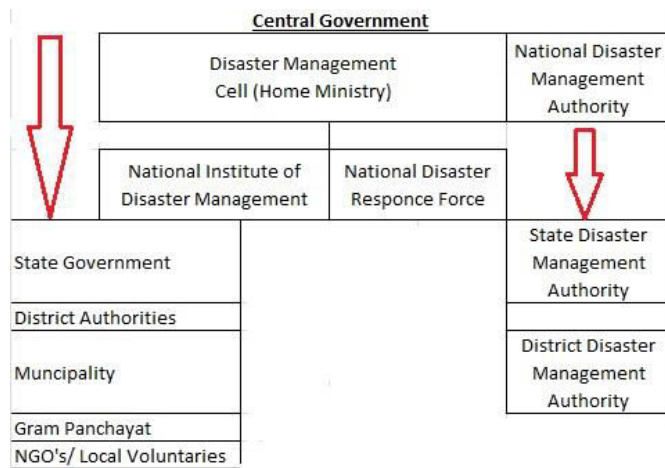 Central Government
Disaster Management
Cell (Home Ministry)
National Disaster
Management
Authority
National Institute of
Disaster Management
National Disaster
Responce Force
State Government
State Disaster
Management
Authority
District Authorities
Muncipality
District Disaster
Management
Authority
Gram Panchayat
NGO's/ Local Voluntaries